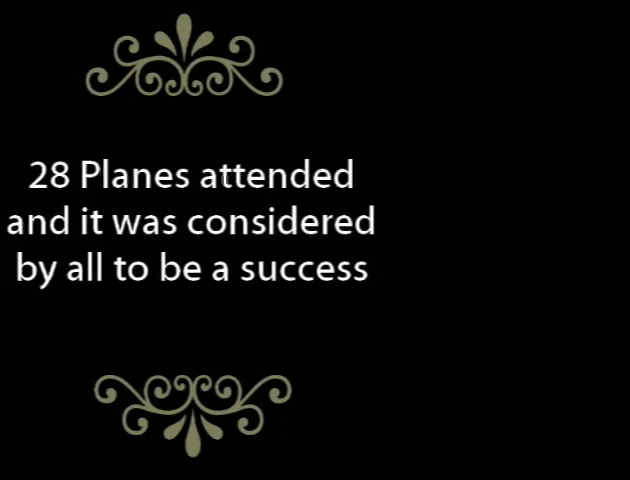 28 Planes attended
and it was considered
by all to be a success